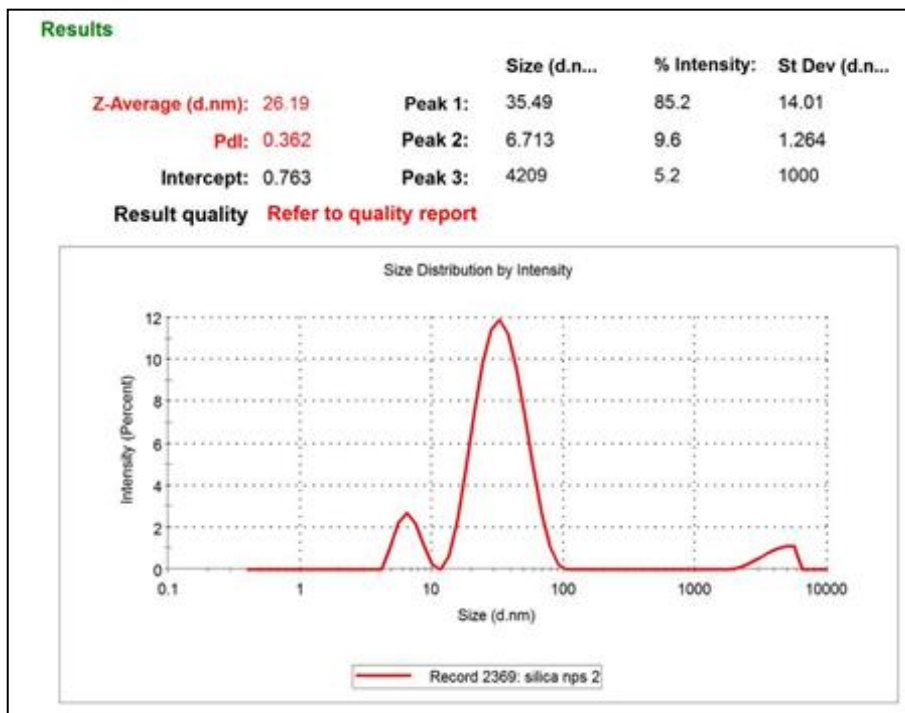 Results
Size (d.n... % Intensity: St Dev (d.n...
Z-Average (d.nm): 26.19 Peak 1: 35.49 85.2 14.01
PdI: 0.362 Peak 2: 6.713 9.6 1.264
Intercept: 0.763 Peak 3: 4209 5.2 1000
Result quality Refer to quality report
Size Distribution by Intensity
Intensity (Percent)
12
10
8
6
4
2
0
0.1 1 10 100 1000 10000
Size (d.nm)
Record 2369: silica nps 2